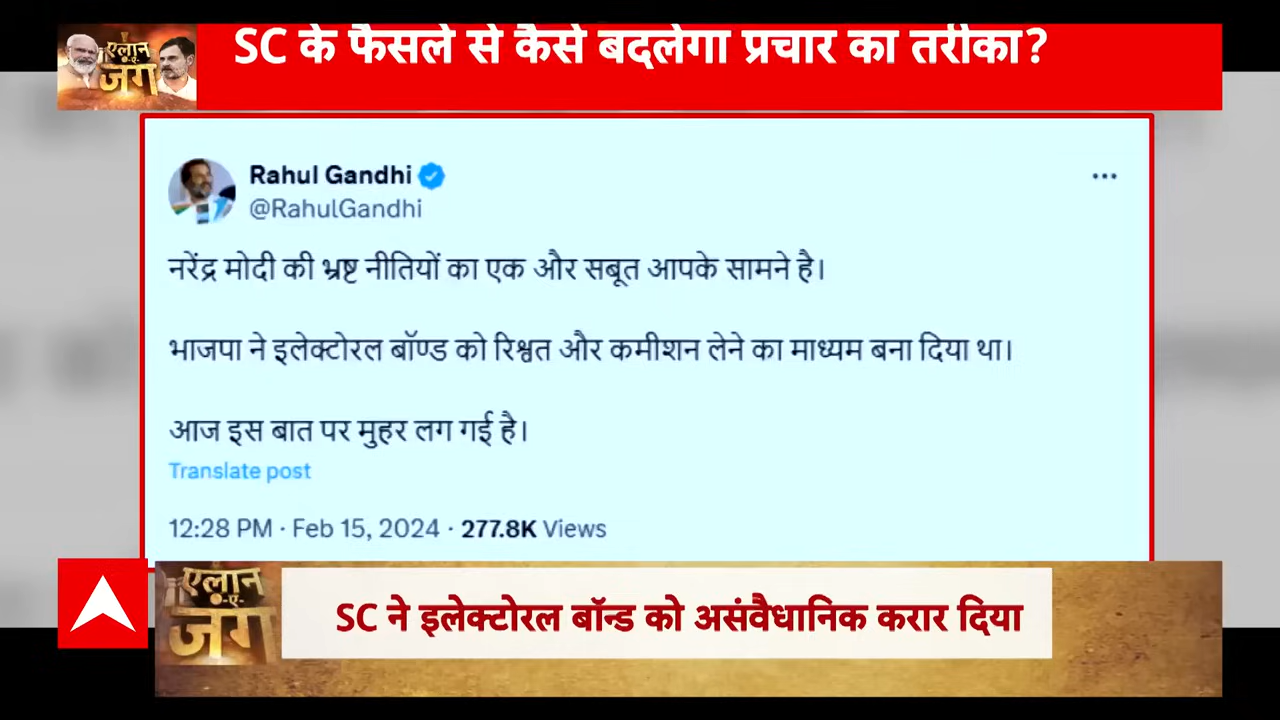 एलान
-ए-
जंग
SC के फैसले से कैसे बदलेगा प्रचार का तरीका?
Rahul Gandhi
@RahulGandhi
नरेंद्र मोदी की भ्रष्ट नीतियों का एक और सबूत आपके सामने है।
भाजपा ने इलेक्टोरल बॉण्ड को रिश्वत और कमीशन लेने का माध्यम बना दिया था।
आज इस बात पर मुहर लग गई है।
Translate post
12:28 PM · Feb 15, 2024 · 277.8K Views
एलान
-ए-
जंग
SC ने इलेक्टोरल बॉन्ड को असंवैधानिक करार दिया